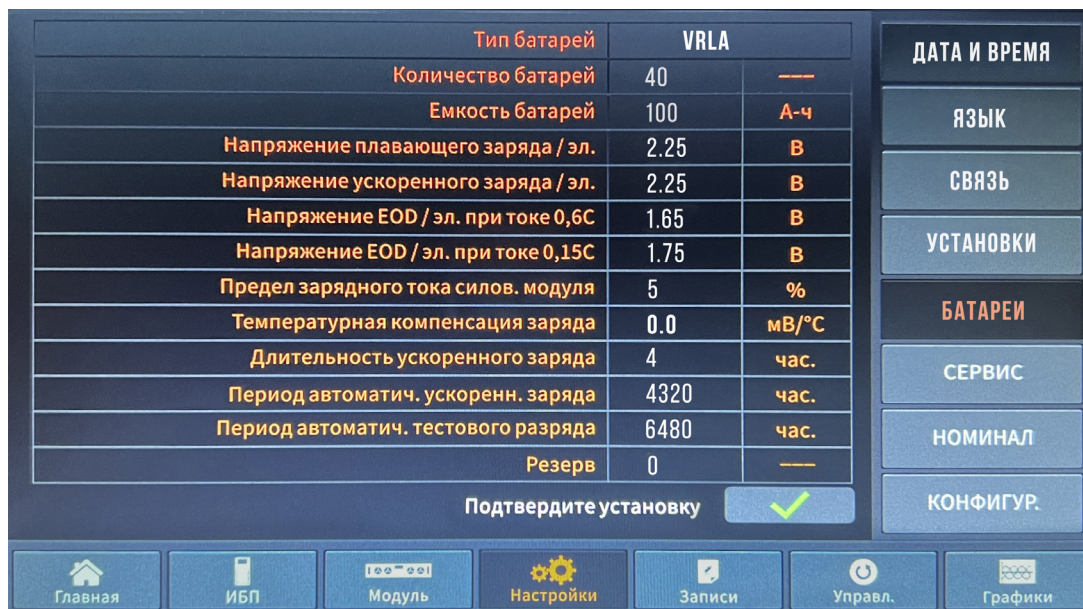 Тип батарей VRLA
Количество батарей 40 ---
Емкость батарей 100 А-ч
Напряжение плавающего заряда / эл. 2.25 В
Напряжение ускоренного заряда / эл. 2.25 В
Напряжение EOD / эл. при токе 0,6С 1.65 В
Напряжение EOD / эл. при токе 0,15С 1.75 В
Предел зарядного тока силов. модуля 5 %
Температурная компенсация заряда 0.0 мВ/°С
Длительность ускоренного заряда 4 час.
Период автоматич. ускоренн. заряда 4320 час.
Период автоматич. тестового разряда 6480 час.
Резерв 0 ---
Подтвердите установку
ДАТА И ВРЕМЯ
ЯЗЫК
СВЯЗЬ
УСТАНОВКИ
БАТАРЕИ
СЕРВИС
НОМИНАЛ
КОНФИГУР.
Главная
ИБП
Модуль
Настройки
Записи
Управл.
Графики